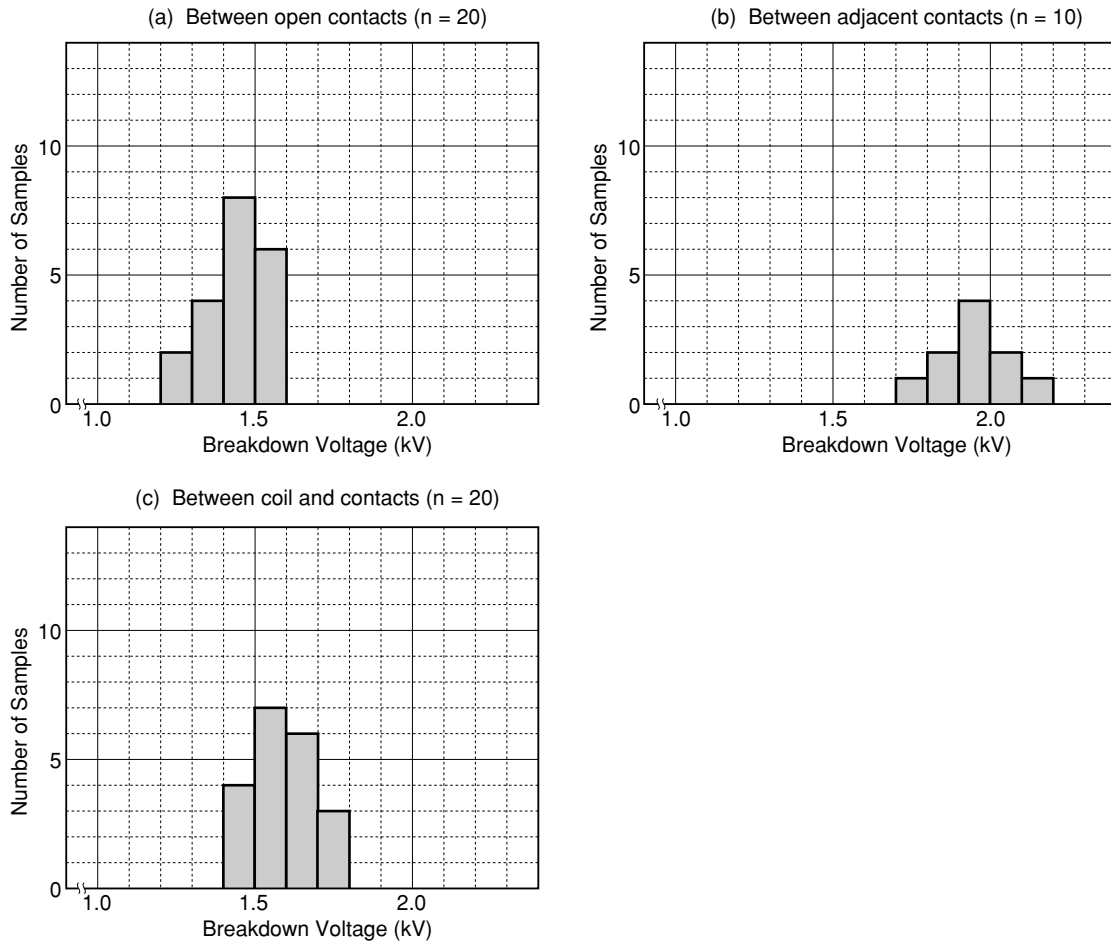 (a) Between open contacts (n = 20)
Number of Samples
10
5
0
1.0 1.5 2.0
Breakdown Voltage (kV)
(b) Between adjacent contacts (n = 10)
Number of Samples
10
5
0
1.0 1.5 2.0
Breakdown Voltage (kV)
(c) Between coil and contacts (n = 20)
Number of Samples
10
5
0
1.0 1.5 2.0
Breakdown Voltage (kV)